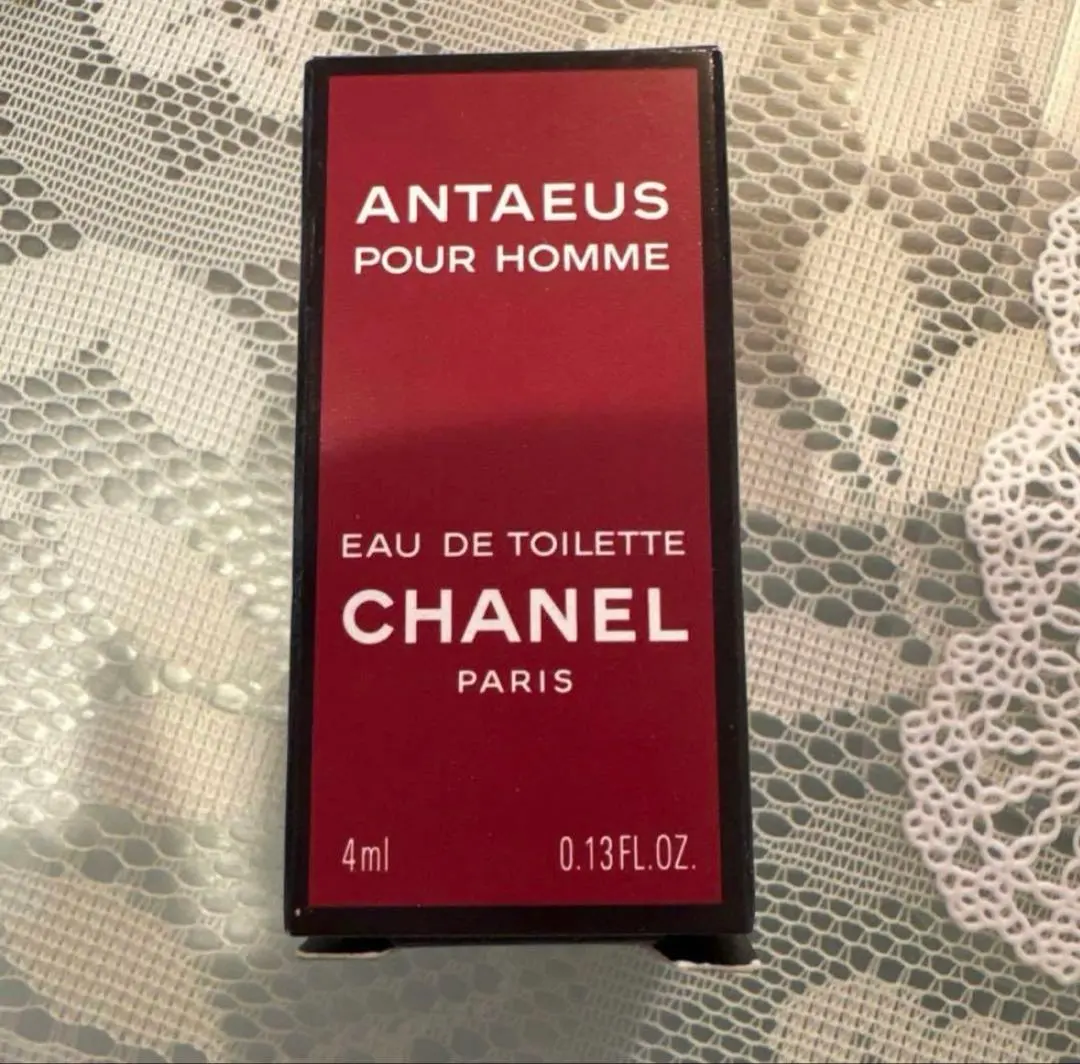 ANTAEUS
POUR HOMME
EAU DE TOILETTE
CHANEL
PARIS
4ml 0.13FL.OZ.